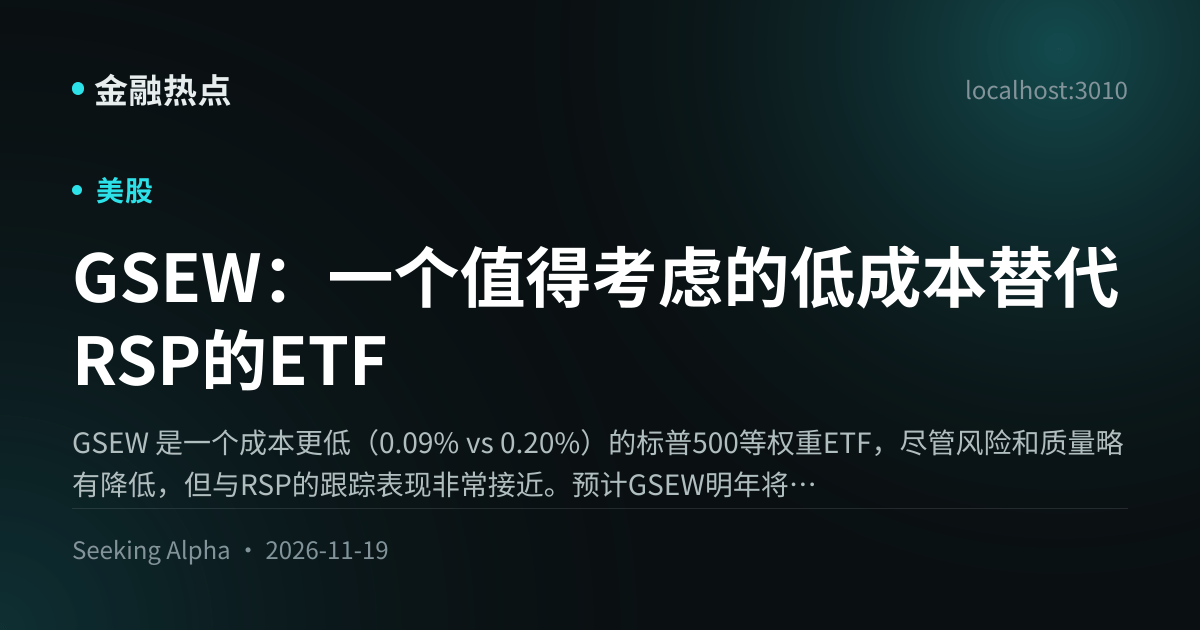 金融热点
localhost:3010
美股
GSEW：一个值得考虑的低成本替代
RSP的ETF
GSEW 是一个成本更低（0.09% vs 0.20%）的标普500等权重ETF，尽管风险和质量略
有降低，但与RSP的跟踪表现非常接近。预计GSEW明年将…
Seeking Alpha · 2026-11-19